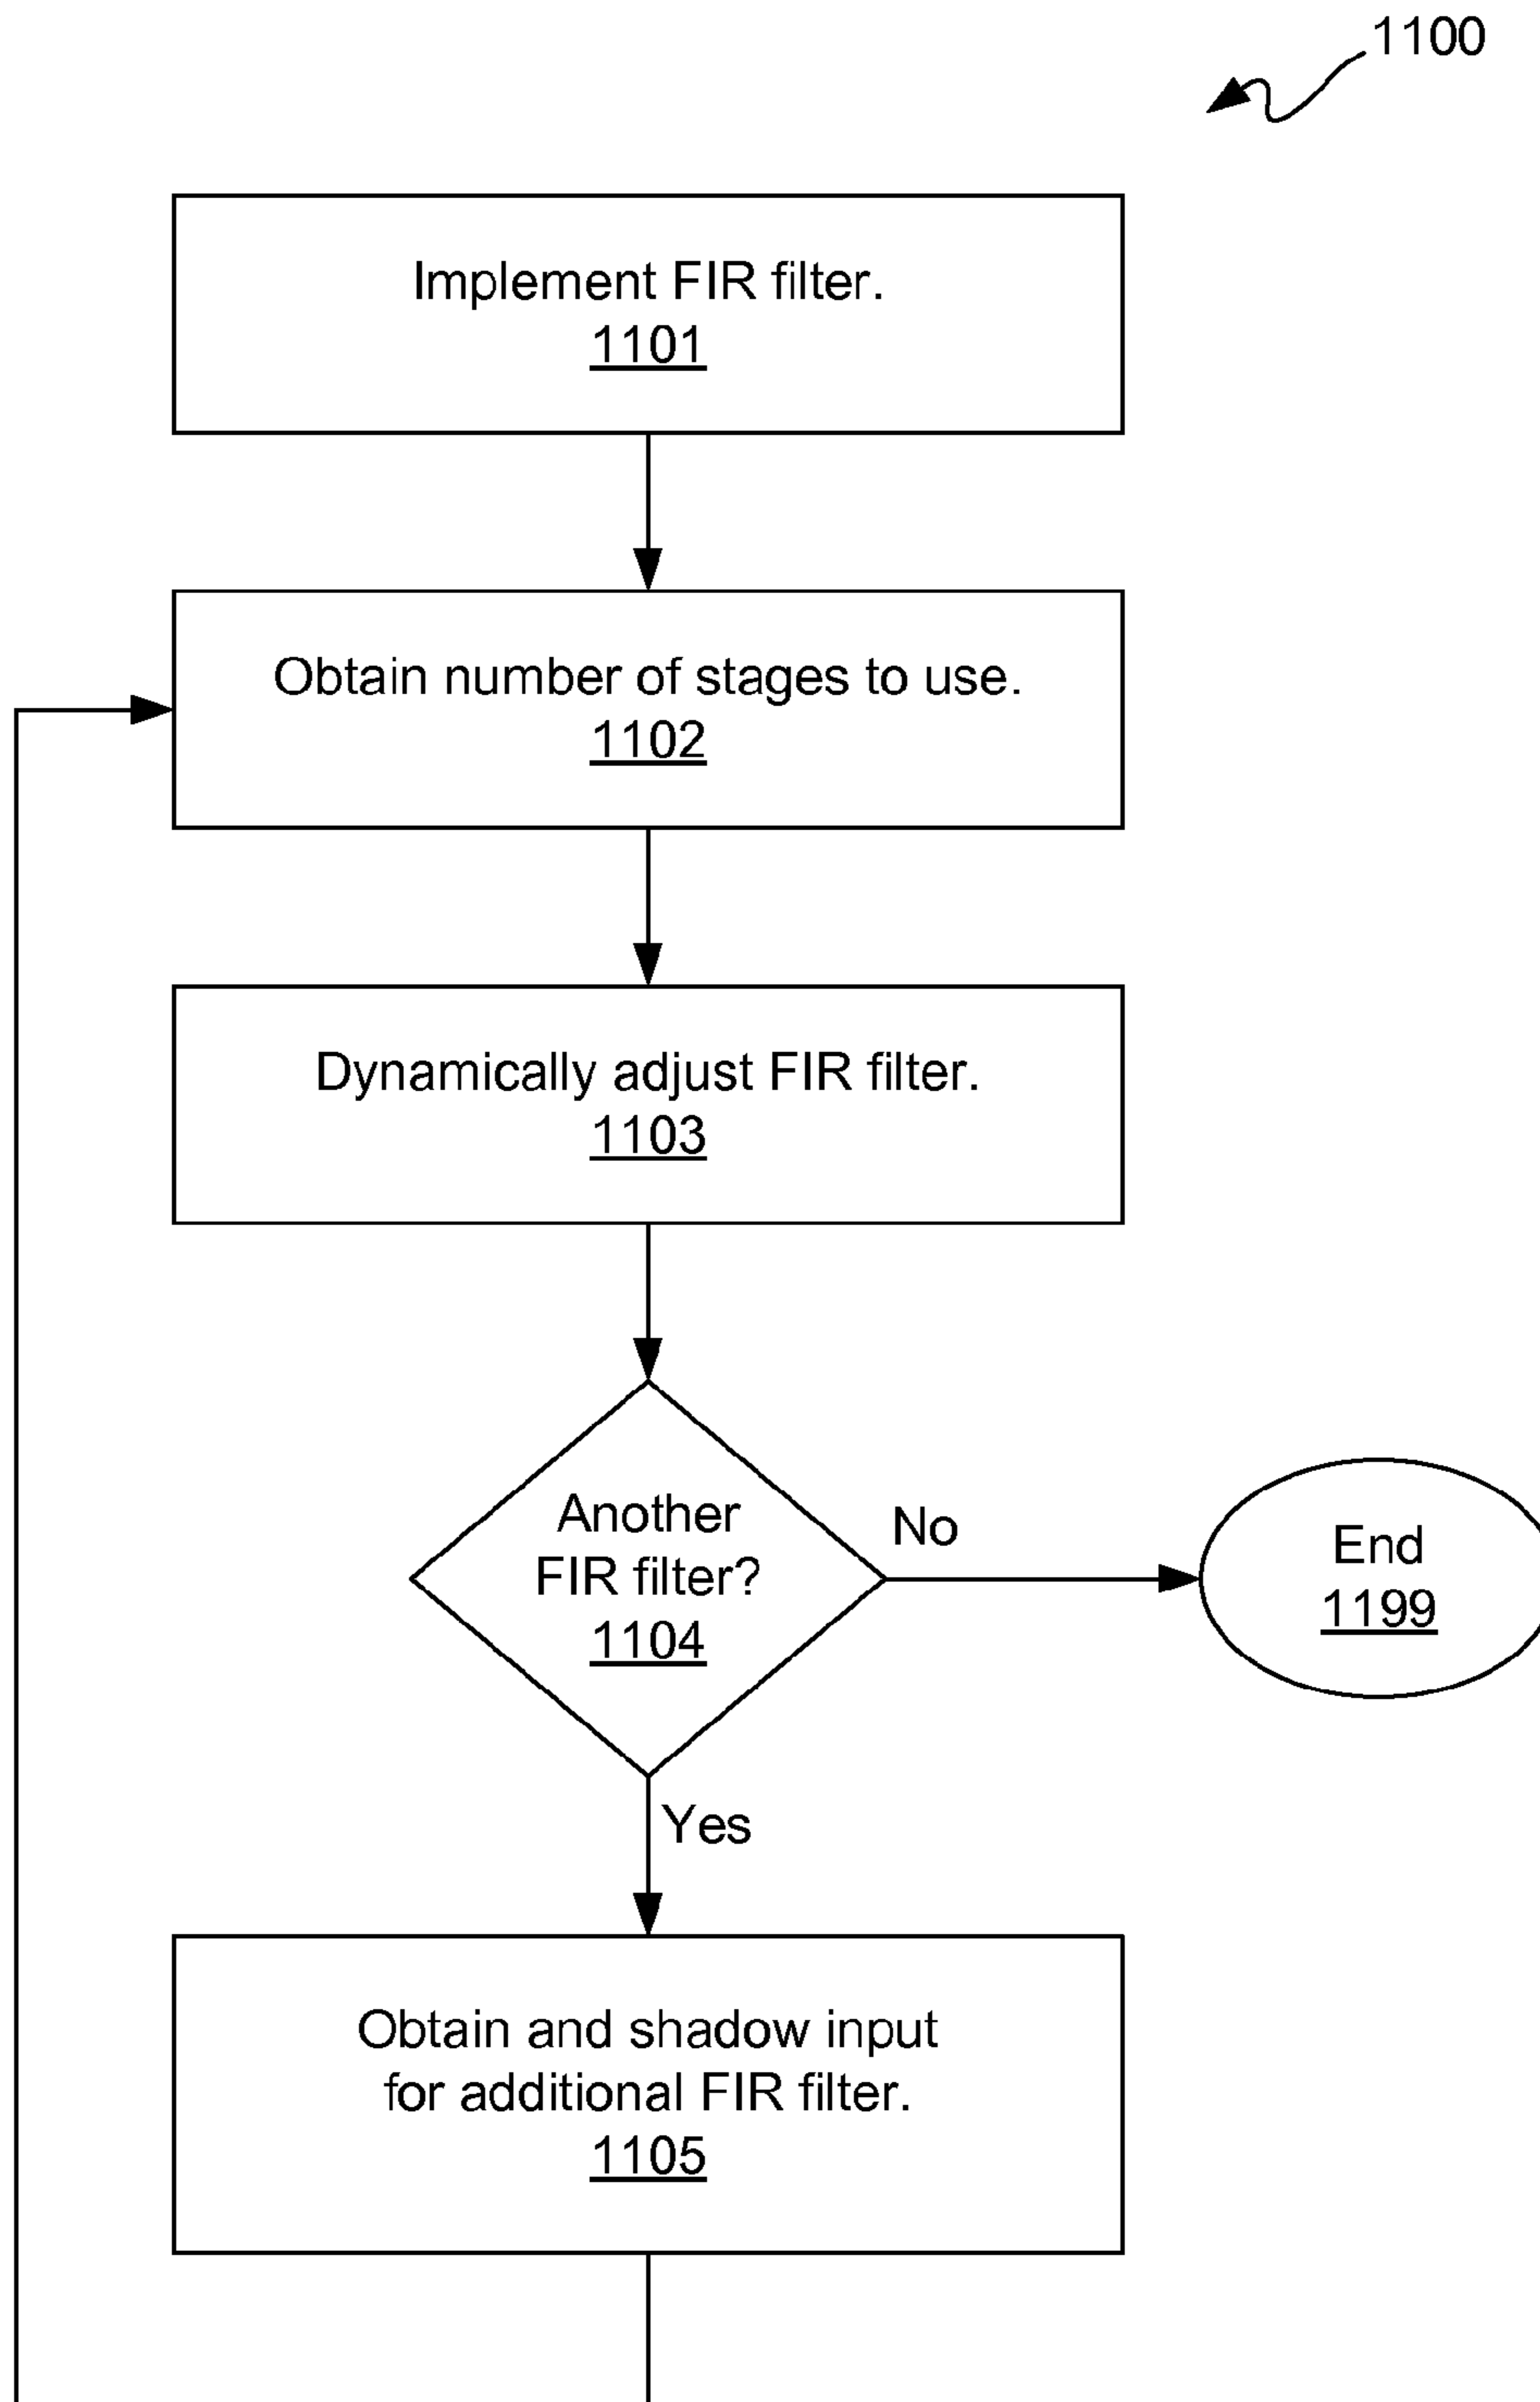 1100
Implement FIR filter.
1101
Obtain number of stages to use.
1102
Dynamically adjust FIR filter.
1103
Another
FIR filter?
1104
No
End
1199
Yes
Obtain and shadow input
for additional FIR filter.
1105